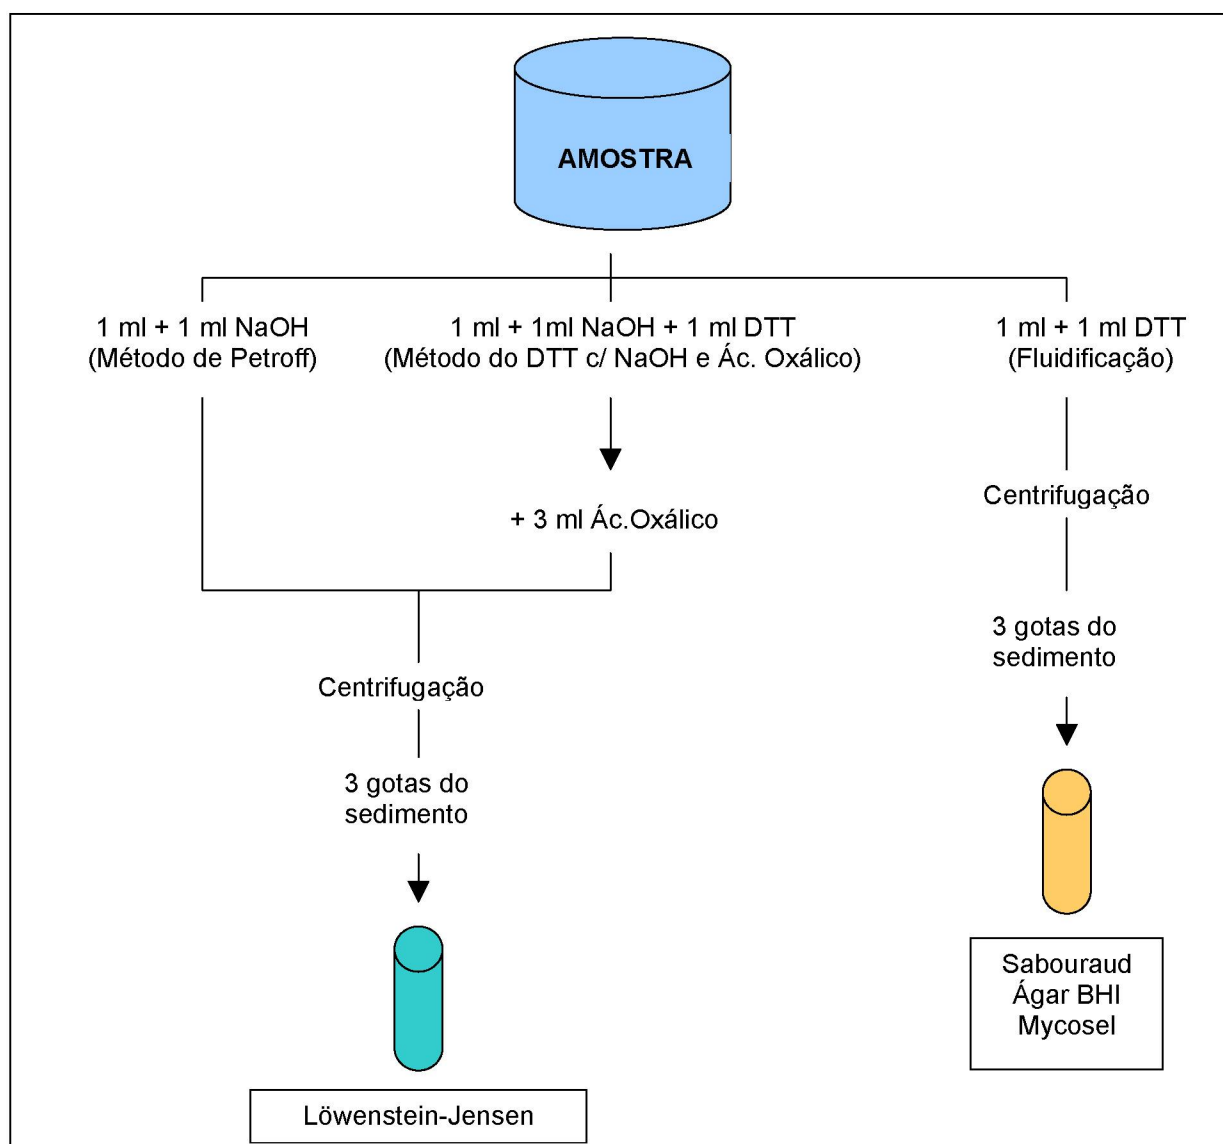 AMOSTRA
1 ml + 1 ml NaOH
(Método de Petroff)
1 ml + 1ml NaOH + 1 ml DTT
(Método do DTT c/ NaOH e Ác. Oxálico)
1 ml + 1 ml DTT
(Fluidificação)
+ 3 ml Ác.Oxálico
Centrifugação
3 gotas do
sedimento
Löwenstein-Jensen
Centrifugação
3 gotas do
sedimento
Sabouraud
Ágar BHI
Mycosel